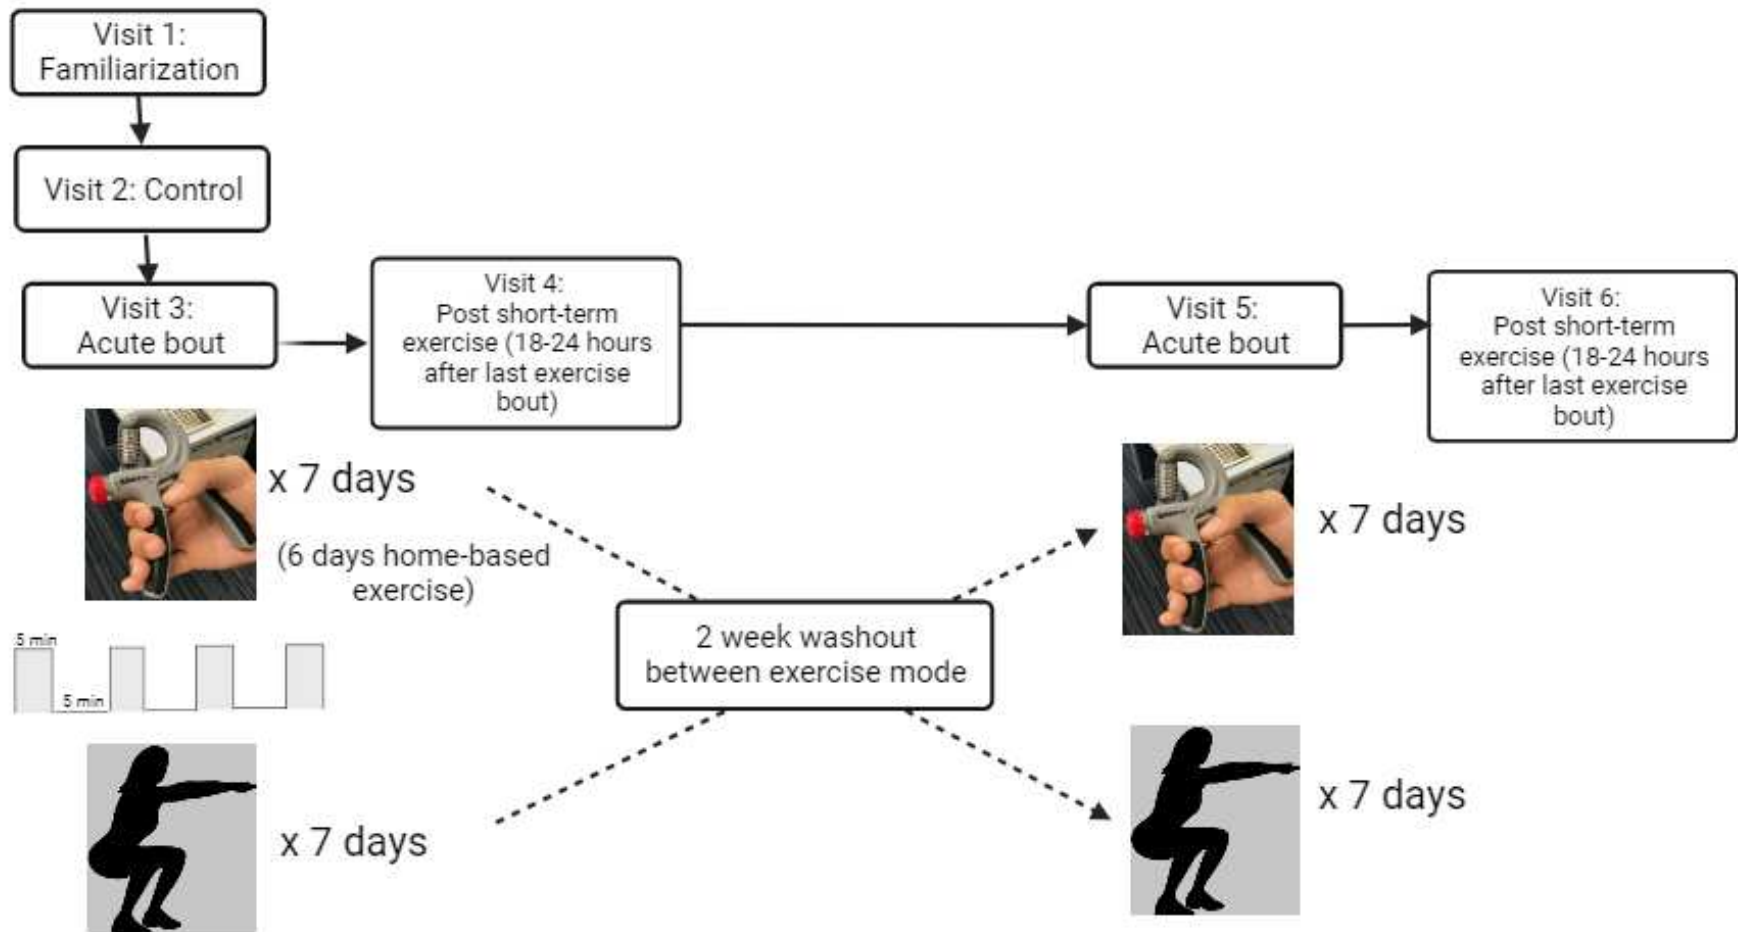 Visit 1:
Familiarization
Visit 2: Control
Visit 3:
Acute bout
Visit 4:
Post short-term
exercise (18-24 hours
after last exercise
bout)
Visit 5:
Acute bout
Visit 6:
Post short-term
exercise (18-24 hours
after last exercise
bout)
x 7 days
(6 days home-based
exercise)
x 7 days
5 min
5 min
2 week washout
between exercise mode
x 7 days
x 7 days